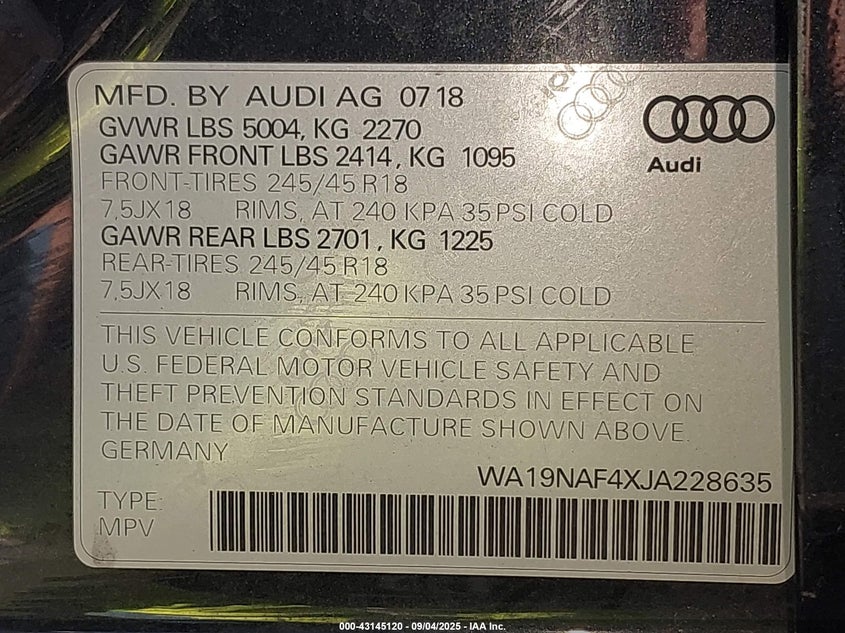 MFD. BY AUDI AG 07 18
GVWR LBS 5004, KG 2270
GAWR FRONT LBS 2414, KG 1095
FRONT-TIRES 245/45 R18
7,5JX18 RIMS, AT 240 KPA 35 PSI COLD
GAWR REAR LBS 2701, KG 1225
REAR-TIRES 245/45 R18
7,5JX18 RIMS, AT 240 KPA 35 PSI COLD
Audi
THIS VEHICLE CONFORMS TO ALL APPLICABLE
U.S. FEDERAL MOTOR VEHICLE SAFETY AND
THEFT PREVENTION STANDARDS IN EFFECT ON
THE DATE OF MANUFACTURE SHOWN ABOVE.
GERMANY
WA19NAF4XJA228635
TYPE:
MPV
000-43145120 - 09/04/2025 - IAA Inc.